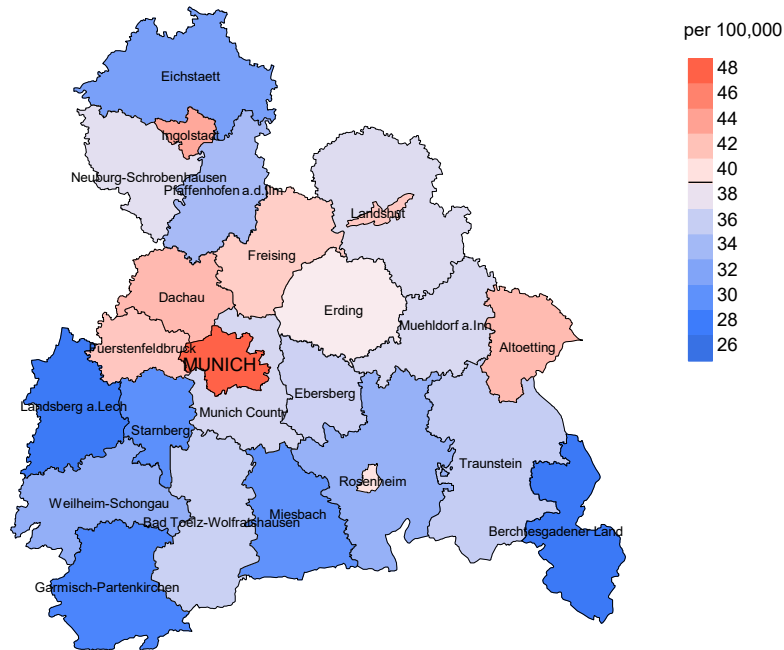 per 100,000
48
46
44
42
40
38
36
34
32
30
28
26
Eichstaett
Ingolstadt
Neuburg-Schrobenhausen
Pfaffenhofen a.d.Ilm
Landshut
Freising
Dachau
Erding
Muehldorf a.Inn
Altoetting
Fuerstenfeldbruck
MUNICH
Ebersberg
Landsberg a.Lech
Munich County
Starnberg
Traunstein
Rosenheim
Weilheim-Schongau
Miesbach
Bad Toelz-Wolfratshausen
Berchtesgadener Land
Garmisch-Partenkirchen